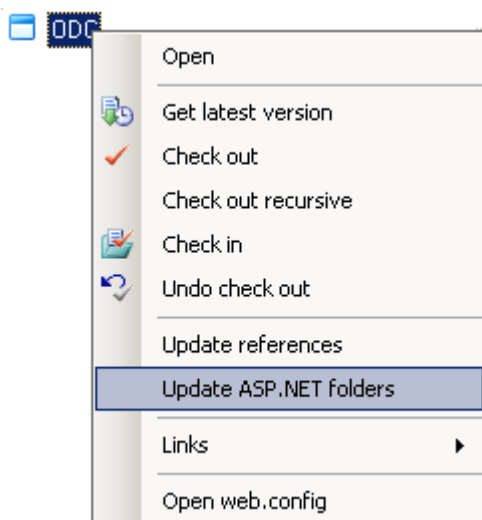 ODC
Open
Get latest version
Check out
Check out recursive
Check in
Undo check out
Update references
Update ASP.NET folders
Links
Open web.config